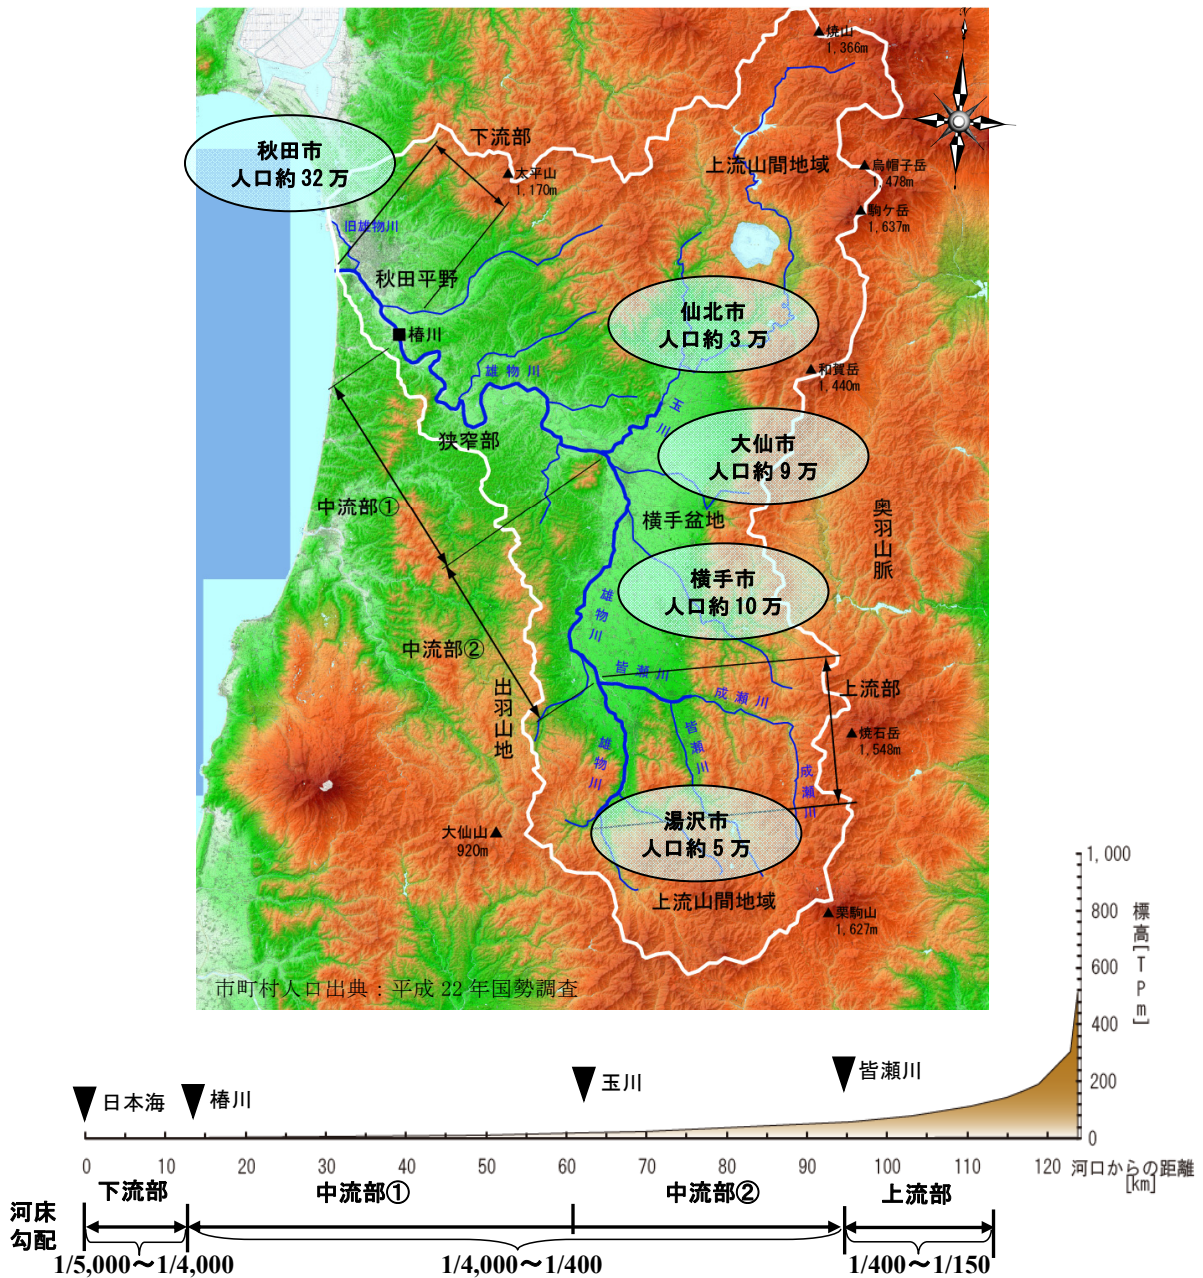 焼山
1,366m
下流部
秋田市
人口約 32 万
太平山
1,170m
上流山間地域
烏帽子岳
1,478m
駒ケ岳
1,637m
旧雄物川
秋田平野
仙北市
人口約 3 万
椿川
雄物川
和賀岳
1,440m
玉川
狭窄部
大仙市
人口約 9 万
中流部①
横手盆地
奥羽山脈
横手市
人口約 10 万
雄物川
中流部②
皆瀬川
成瀬川
上流部
出羽山地
皆瀬川
焼石岳
1,548m
雄物川
成瀬川
湯沢市
人口約 5 万
大仙山
920m
上流山間地域
栗駒山
1,627m
市町村人口出典：平成 22 年国勢調査
1,000
800
600
400
200
0
標高[TPm]
日本海
椿川
玉川
皆瀬川
0 10 20 30 40 50 60 70 80 90 100 110 120 河口からの距離
[km]
下流部 中流部① 中流部② 上流部
河床
勾配
1/5,000～1/4,000 1/4,000～1/400 1/400～1/150